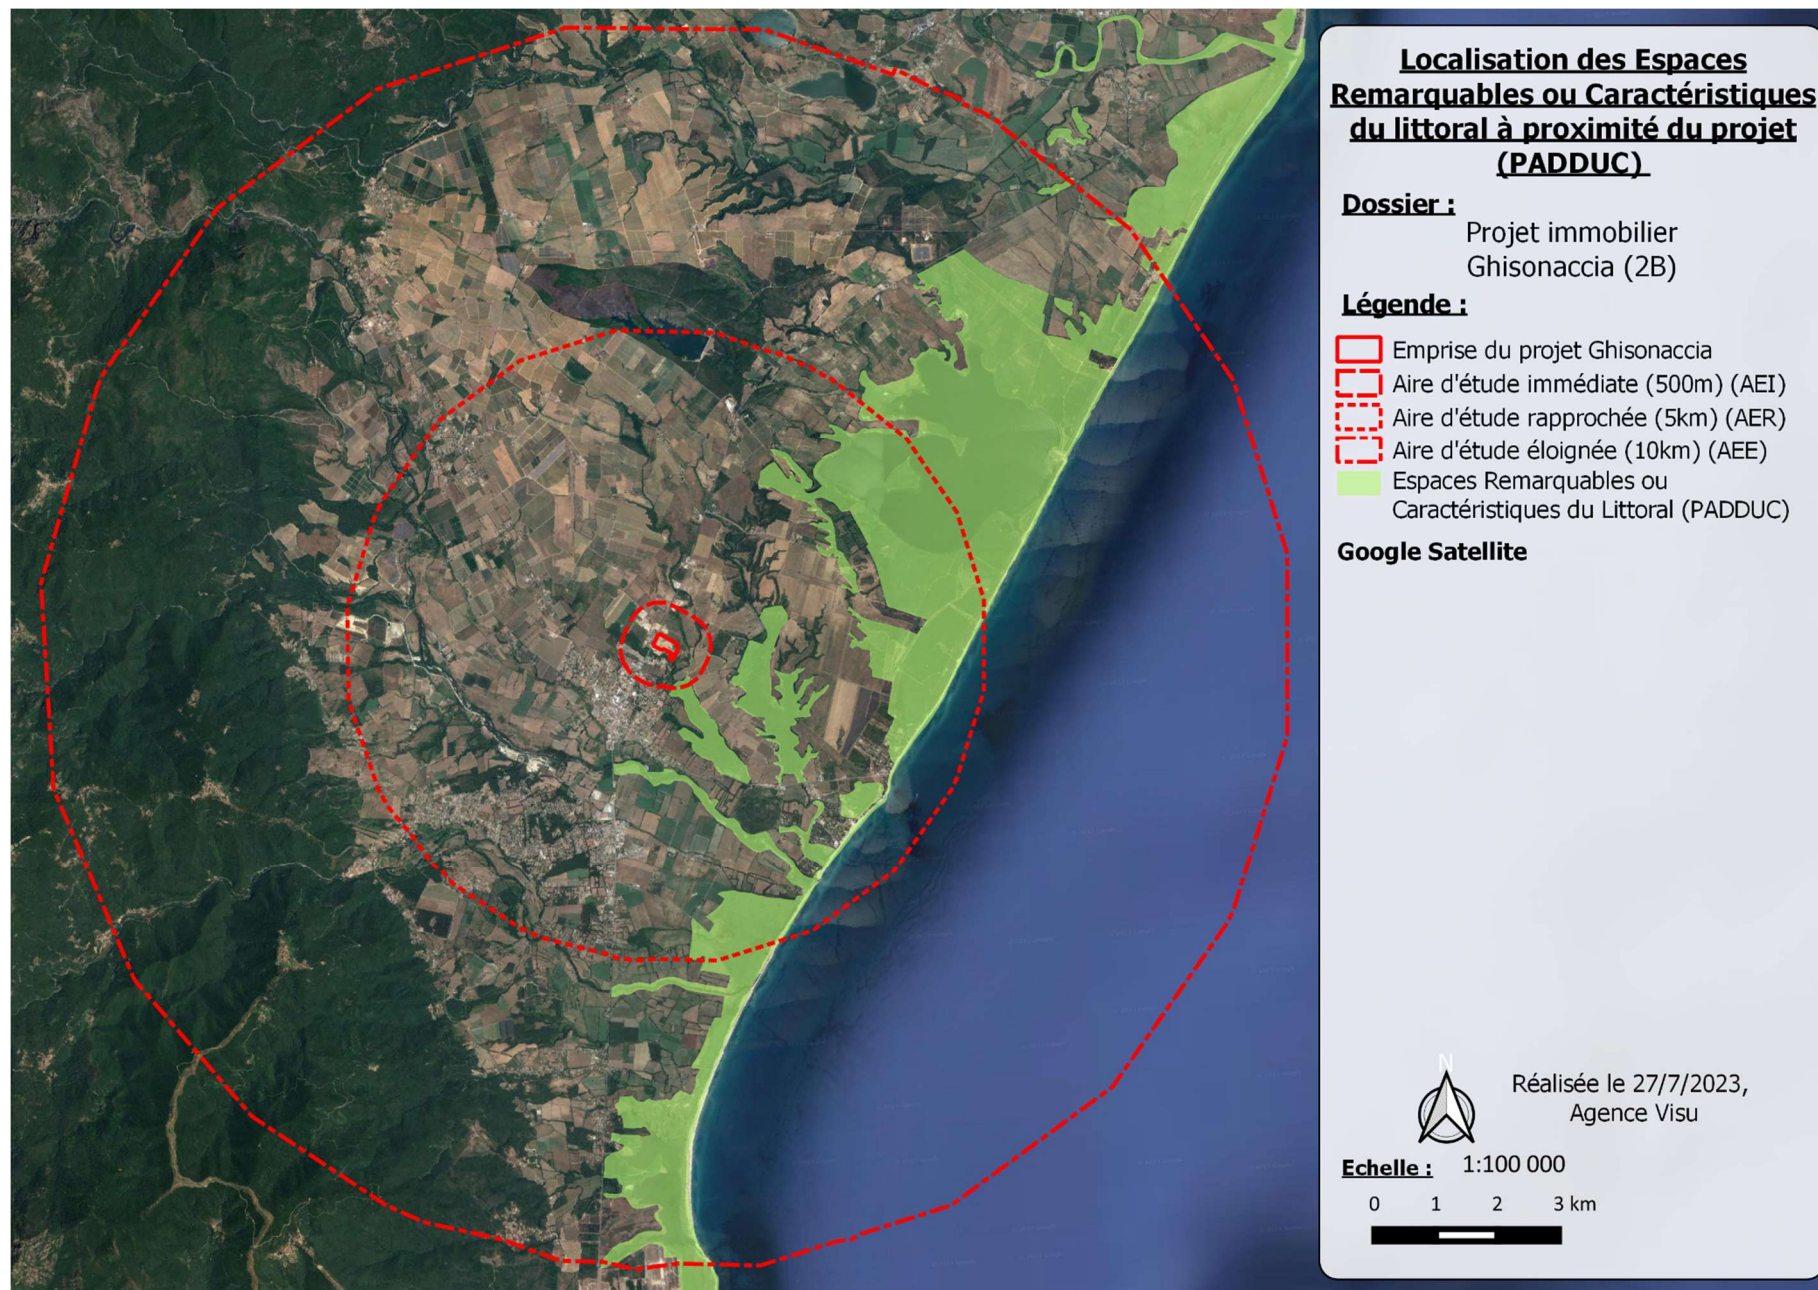 Localisation des Espaces
Remarquables ou Caractéristiques
du littoral à proximité du projet
(PADDUC)
Dossier :
Projet immobilier
Ghisonaccia (2B)
Légende :
Emprise du projet Ghisonaccia
Aire d'étude immédiate (500m) (AEI)
Aire d'étude rapprochée (5km) (AER)
Aire d'étude éloignée (10km) (AEE)
Espaces Remarquables ou
Caractéristiques du Littoral (PADDUC)
Google Satellite
N
Réalisée le 27/7/2023,
Agence Visu
Echelle : 1:100 000
0 1 2 3 km